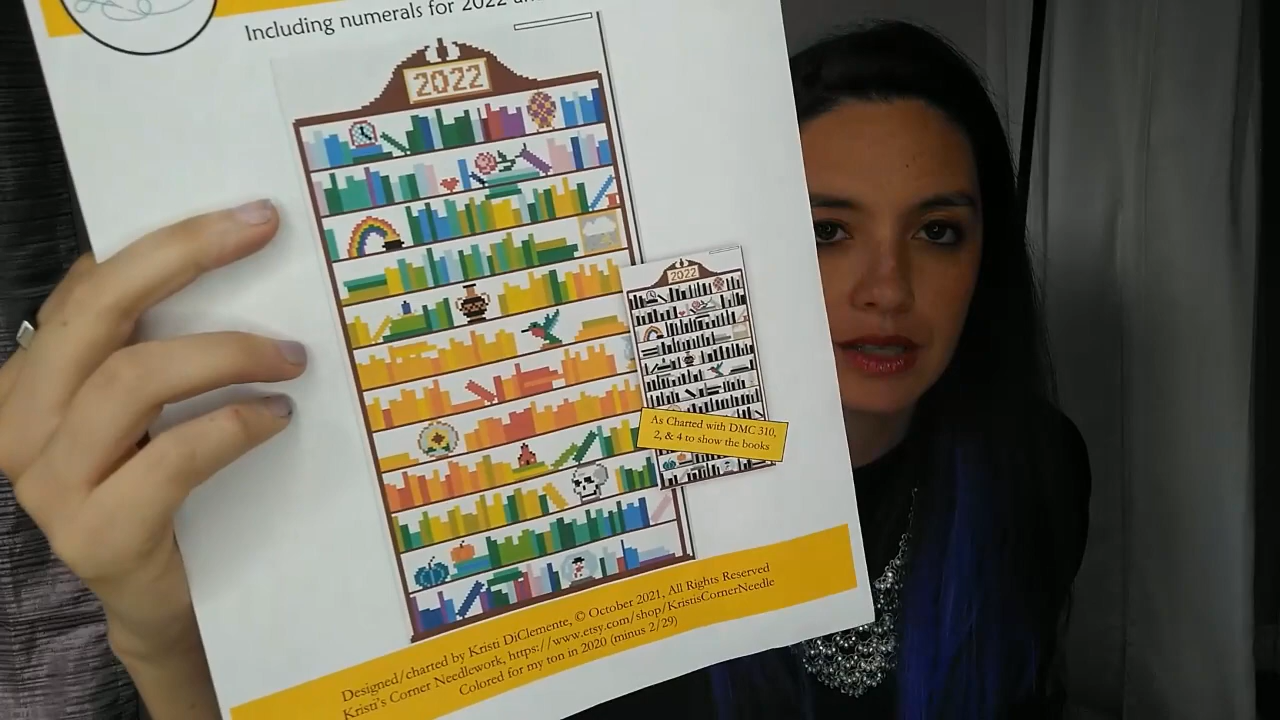 Including numerals for 2022
2022
2022
As Charted with DMC 310,
2, & 4 to show the books
Designed/charted by Kristi DiClemente, © October 2021, All Rights Reserved
Kristi's Corner Needlework, https://www.etsy.com/shop/KristisCornerNeedle
Colored for my ton in 2020 (minus 2/29)